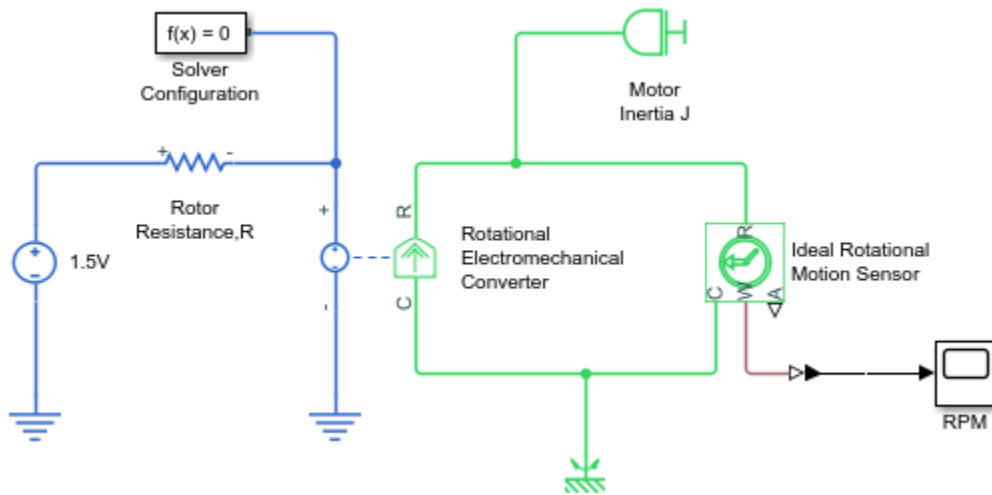 f(x) = 0
Solver
Configuration
Motor
Inertia J
+
-
Rotor
Resistance,R
+
-
1.5V
+
-
R
C
Rotational
Electromechanical
Converter
R
C
W
A
Ideal Rotational
Motion Sensor
RPM